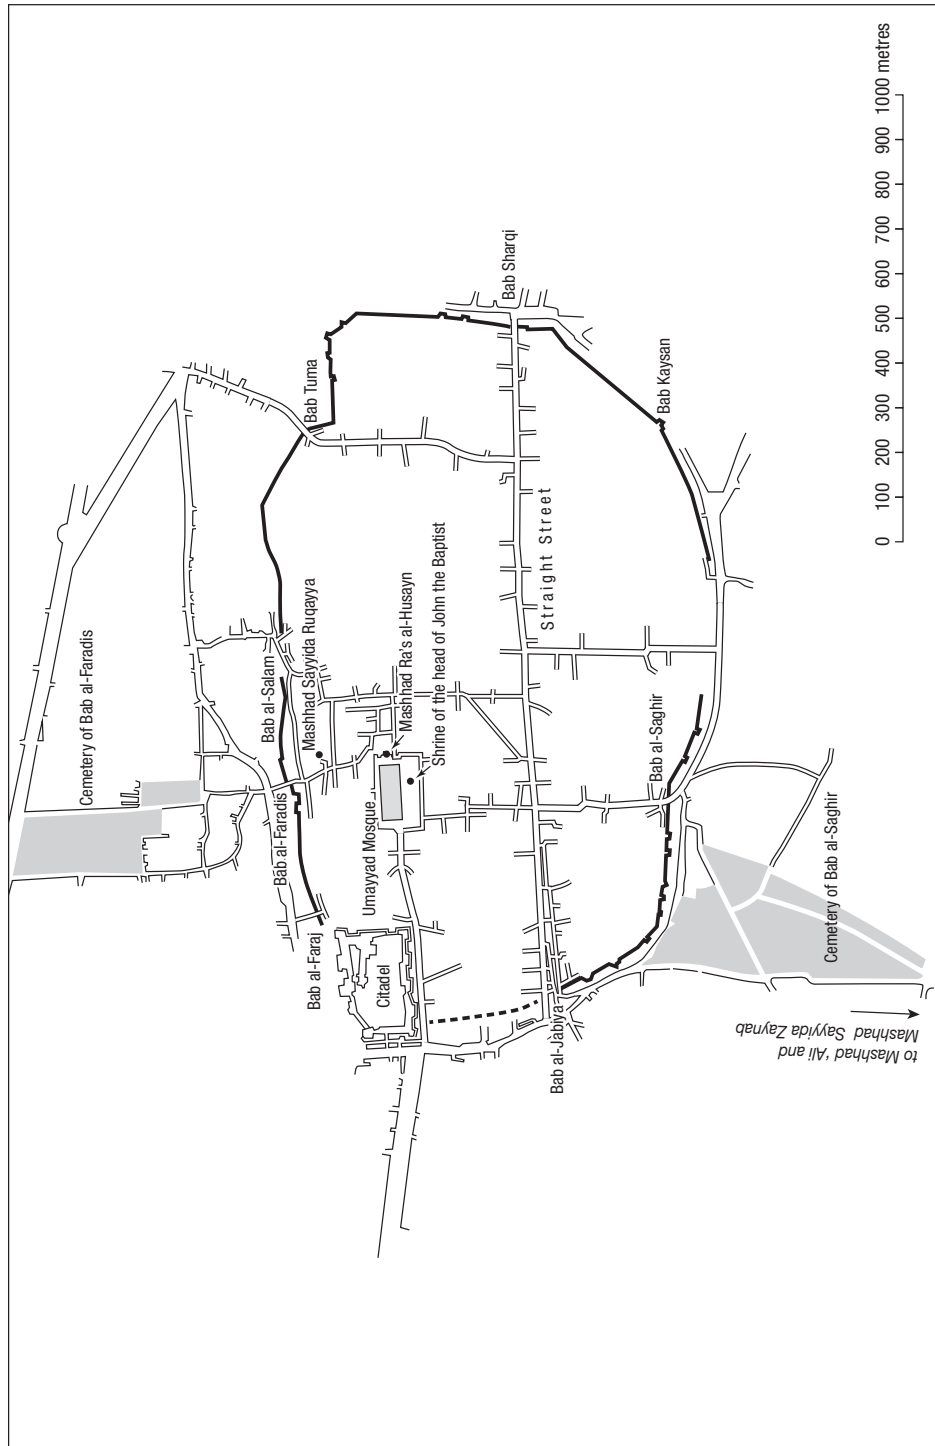 Cemetery of Bab al-Faradis
Bab Tuma
Bab al-Salam
Mashhad Sayyida Ruqayya
Bab al-Faradis
Bab al-Faraj
Umayyad Mosque
Mashhad Ra's al-Husayn
Shrine of the head of John the Baptist
Citadel
Bab Sharqi
Straight Street
Bab al-Jabiya
Bab Kaysan
Bab al-Saghir
Cemetery of Bab al-Saghir
to Mashhad 'Ali and
Mashhad Sayyida Zaynab
0 100 200 300 400 500 600 700 800 900 1000 metres